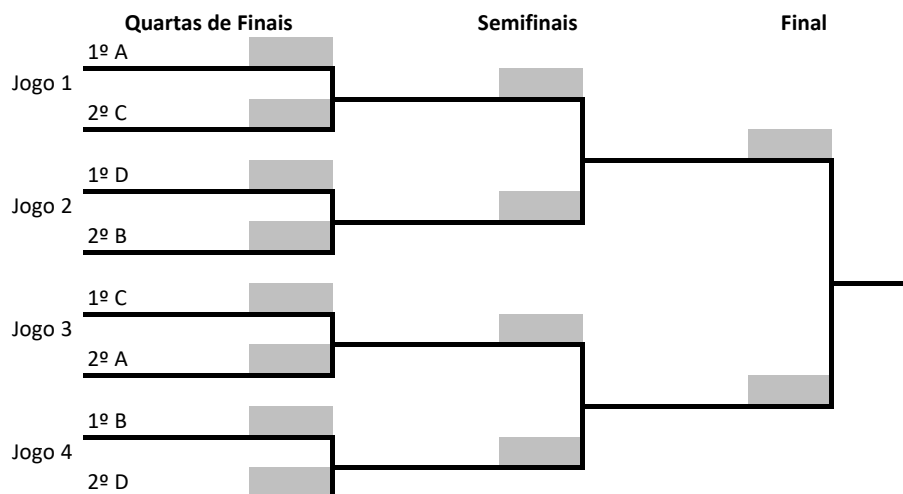 Quartas de Finais Semifinais Final
1º A
Jogo 1
2º C
1º D
Jogo 2
2º B
1º C
Jogo 3
2º A
1º B
Jogo 4
2º D